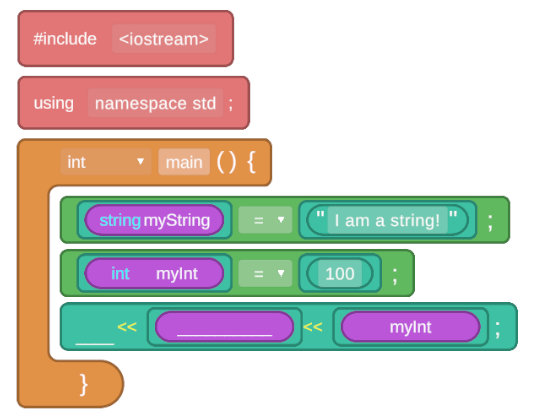 #include <iostream>
using namespace std ;
int main () {
string myString = "I am a string!" ;
int myInt = 100 ;
____<< __________ << myInt ;
}